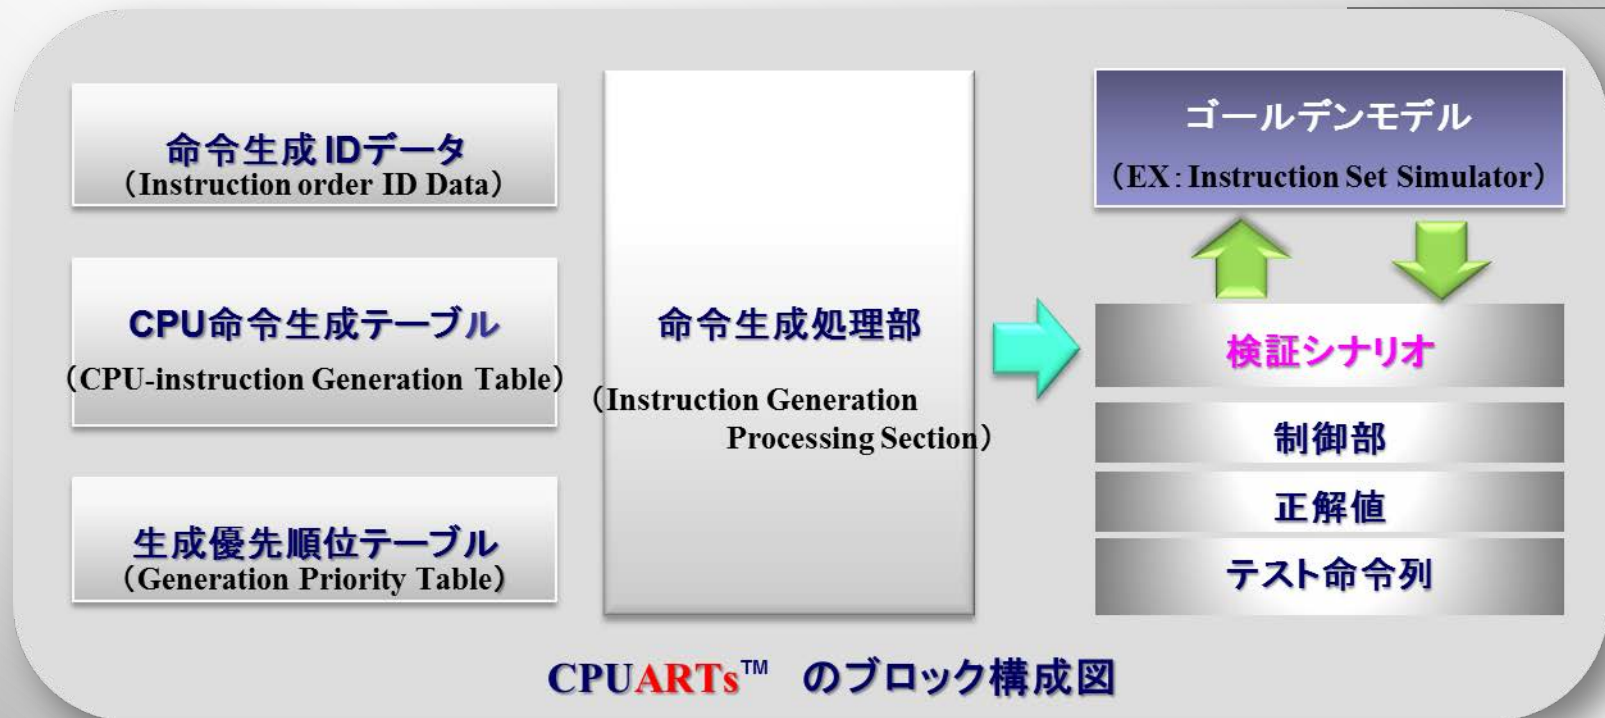 命令生成IDデータ
（Instruction order ID Data）
CPU命令生成テーブル
（CPU-instruction Generation Table）
生成優先順位テーブル
（Generation Priority Table）
命令生成処理部
（Instruction Generation
Processing Section）
ゴールデンモデル
（EX：Instruction Set Simulator）
検証シナリオ
制御部
正解値
テスト命令列
CPUARTs™ のブロック構成図